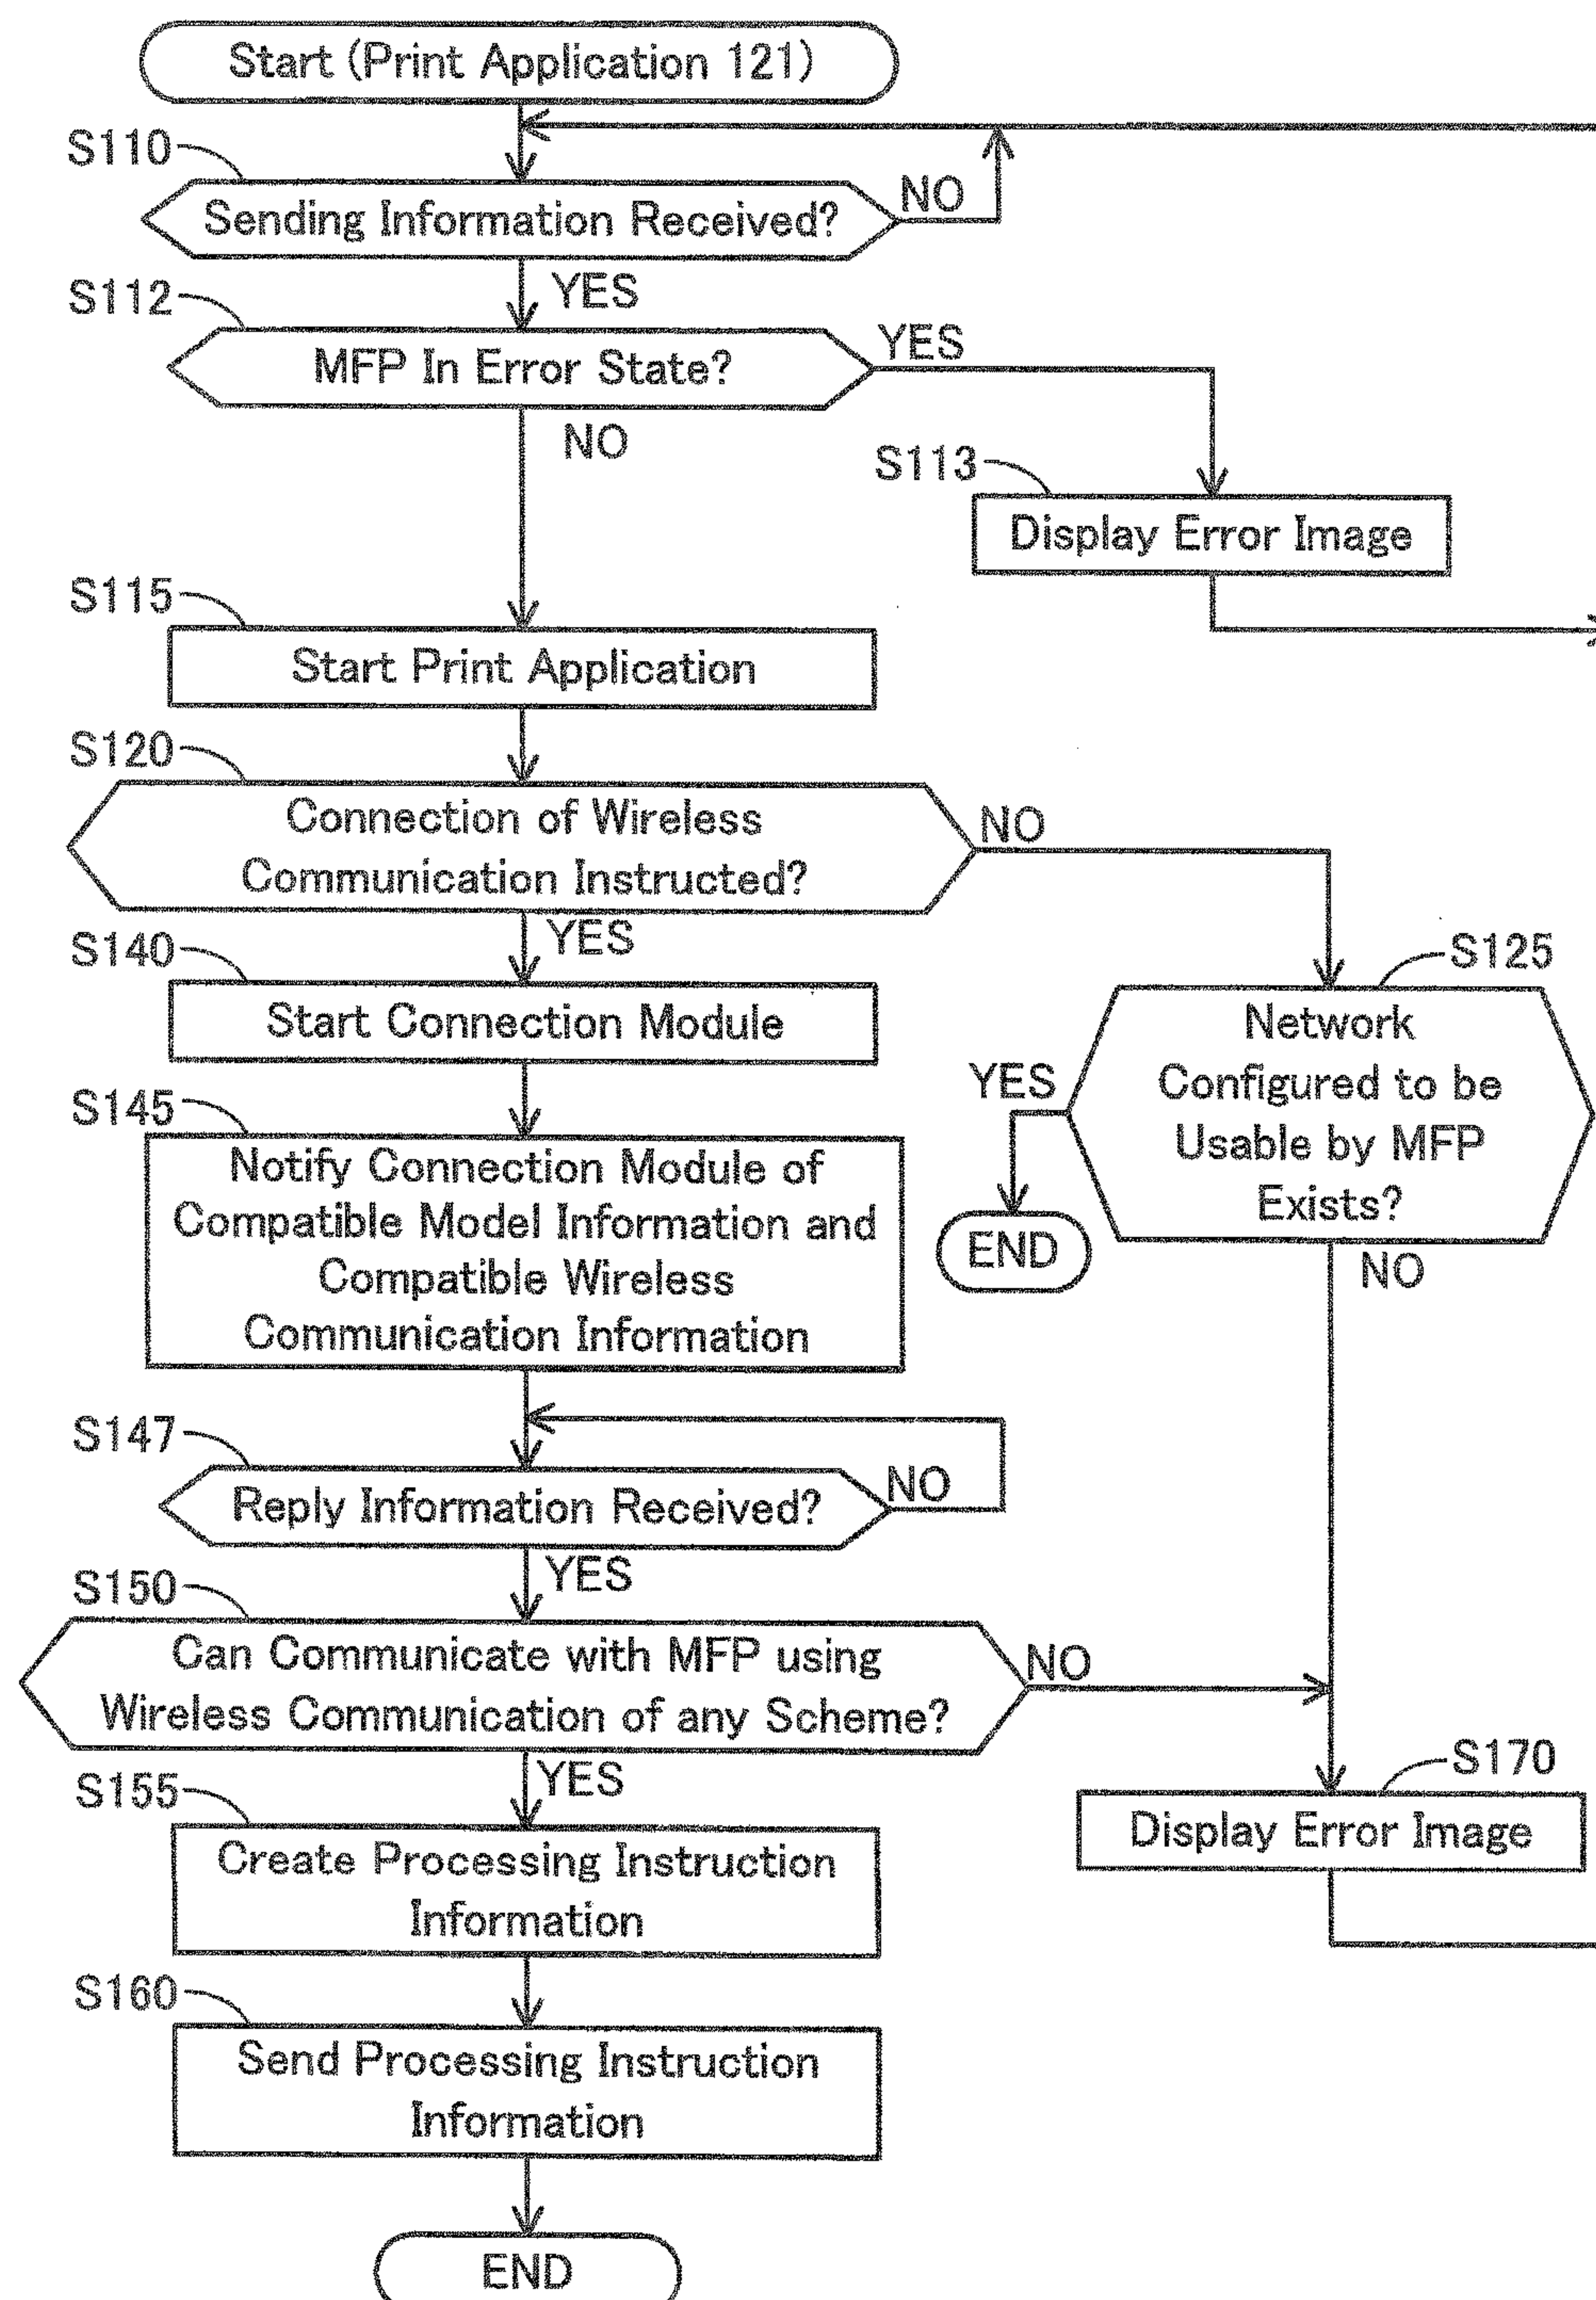 Start (Print Application 121)
S110
Sending Information Received?
NO
YES
S112
MFP In Error State?
YES
NO
S113
Display Error Image
S115
Start Print Application
S120
Connection of Wireless
Communication Instructed?
NO
YES
S125
Network
Configured to be
Usable by MFP
Exists?
YES
END
NO
S140
Start Connection Module
S145
Notify Connection Module of
Compatible Model Information and
Compatible Wireless
Communication Information
S147
Reply Information Received?
NO
YES
S150
Can Communicate with MFP using
Wireless Communication of any Scheme?
NO
YES
S170
Display Error Image
S155
Create Processing Instruction
Information
S160
Send Processing Instruction
Information
END